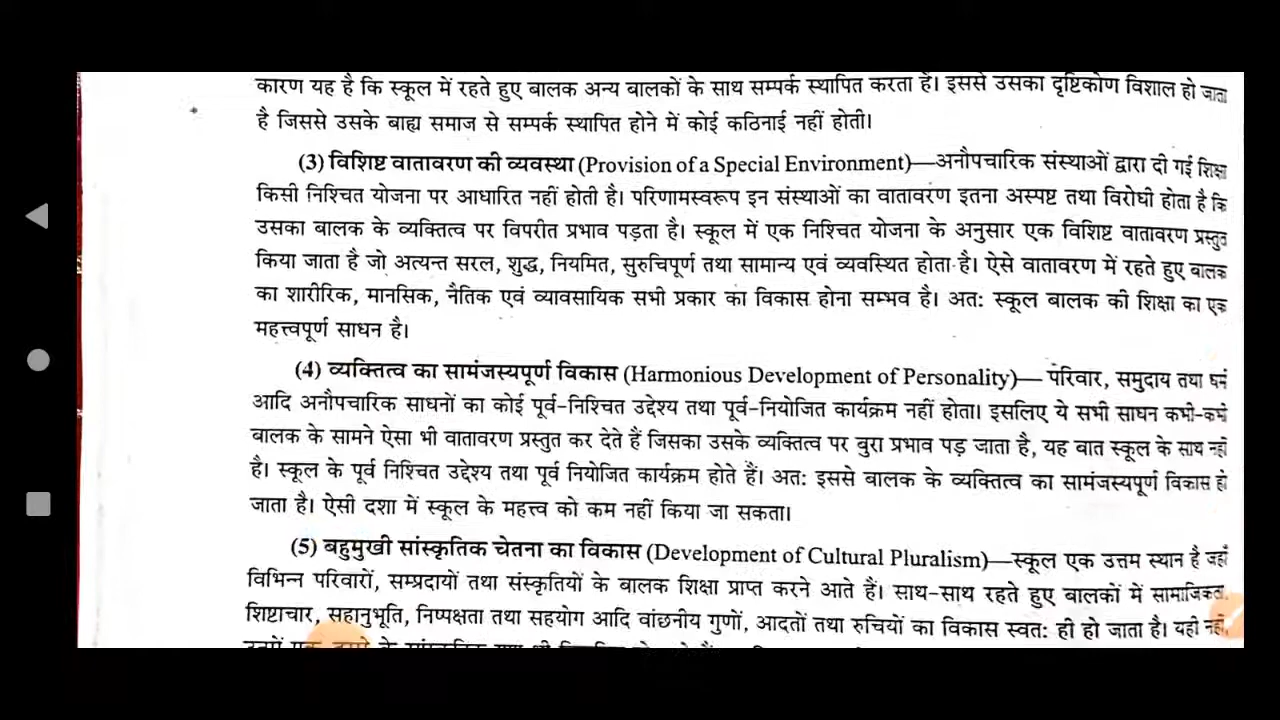 कारण यह है कि स्कूल में रहते हुए बालक अन्य बालकों के साथ सम्पर्क स्थापित करता है। इससे उसका दृष्टिकोण विशाल हो जाता
है जिससे उसके बाह्य समाज से सम्पर्क स्थापित होने में कोई कठिनाई नहीं होती।
(3) विशिष्ट वातावरण की व्यवस्था (Provision of a Special Environment)—अनौपचारिक संस्थाओं द्वारा दी गई शिक्षा
किसी निश्चित योजना पर आधारित नहीं होती है। परिणामस्वरूप इन संस्थाओं का वातावरण इतना अस्पष्ट तथा विरोधी होता है कि
उसका बालक के व्यक्तित्व पर विपरीत प्रभाव पड़ता है। स्कूल में एक निश्चित योजना के अनुसार एक विशिष्ट वातावरण प्रस्तुत
किया जाता है जो अत्यन्त सरल, शुद्ध, नियमित, सुरुचिपूर्ण तथा सामान्य एवं व्यवस्थित होता है। ऐसे वातावरण में रहते हुए बालक
का शारीरिक, मानसिक, नैतिक एवं व्यावसायिक सभी प्रकार का विकास होना सम्भव है। अतः स्कूल बालक की शिक्षा का एक
महत्त्वपूर्ण साधन है।
(4) व्यक्तित्व का सामंजस्यपूर्ण विकास (Harmonious Development of Personality)— परिवार, समुदाय तथा धर्म
आदि अनौपचारिक साधनों का कोई पूर्व-निश्चित उद्देश्य तथा पूर्व-नियोजित कार्यक्रम नहीं होता। इसलिए ये सभी साधन कभी-कभी
बालक के सामने ऐसा भी वातावरण प्रस्तुत कर देते हैं जिसका उसके व्यक्तित्व पर बुरा प्रभाव पड़ जाता है, यह बात स्कूल के साथ नहीं
है। स्कूल के पूर्व निश्चित उद्देश्य तथा पूर्व नियोजित कार्यक्रम होते हैं। अतः इससे बालक के व्यक्तित्व का सामंजस्यपूर्ण विकास हो
जाता है। ऐसी दशा में स्कूल के महत्त्व को कम नहीं किया जा सकता।
(5) बहुमुखी सांस्कृतिक चेतना का विकास (Development of Cultural Pluralism)—स्कूल एक उत्तम स्थान है जहाँ
विभिन्न परिवारों, सम्प्रदायों तथा संस्कृतियों के बालक शिक्षा प्राप्त करने आते हैं। साथ-साथ रहते हुए बालकों में सामाजिकता,
शिष्टाचार, सहानुभूति, निष्पक्षता तथा सहयोग आदि वांछनीय गुणों, आदतों तथा रुचियों का विकास स्वतः ही हो जाता है। यही नहीं,